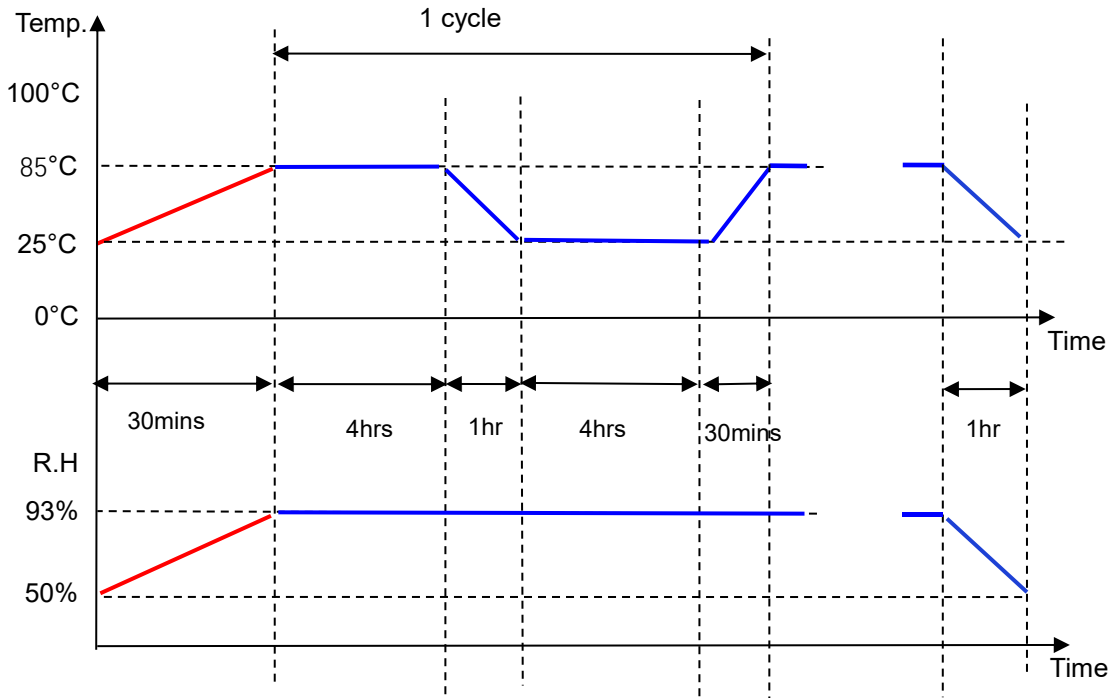 Temp.
1 cycle
100°C
85°C
25°C
0°C
Time
30mins
4hrs
1hr
4hrs
30mins
1hr
R.H
93%
50%
Time